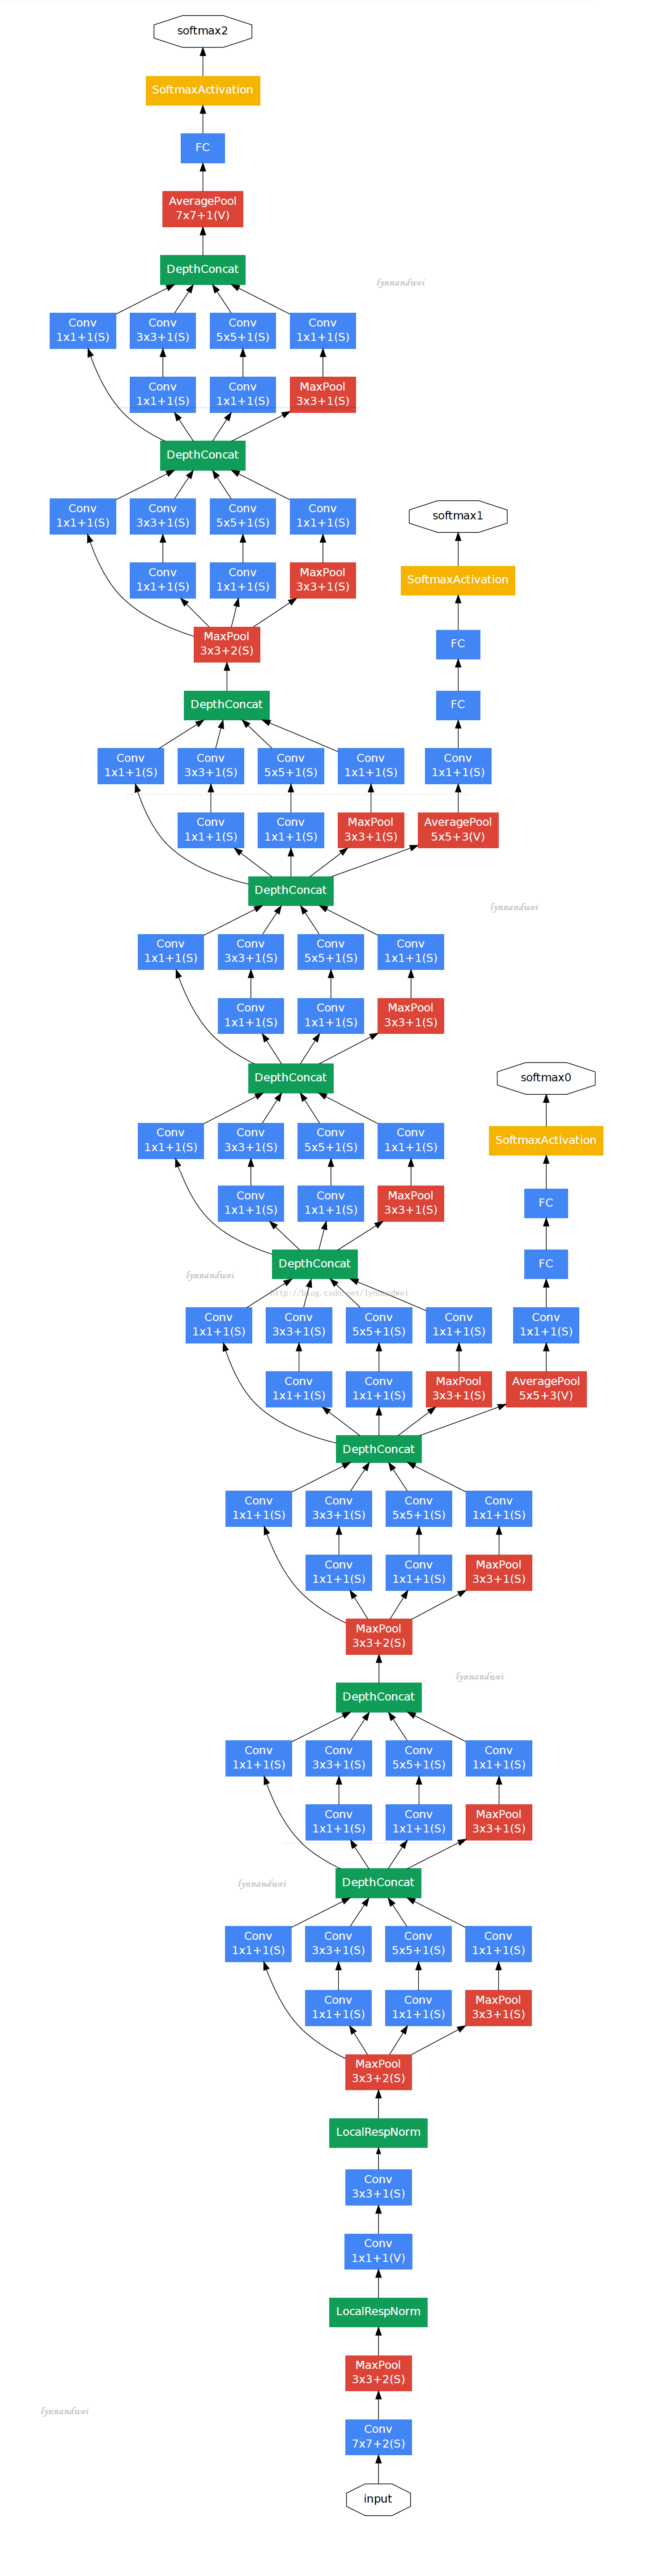 softmax2
SoftmaxActivation
FC
AveragePool
7x7+1(V)
DepthConcat
lynnandwei
Conv Conv Conv Conv
1x1+1(S) 3x3+1(S) 5x5+1(S) 1x1+1(S)
Conv Conv MaxPool
1x1+1(S) 1x1+1(S) 3x3+1(S)
DepthConcat
Conv Conv Conv Conv
1x1+1(S) 3x3+1(S) 5x5+1(S) 1x1+1(S)
softmax1
Conv Conv MaxPool
1x1+1(S) 1x1+1(S) 3x3+1(S)
SoftmaxActivation
MaxPool
3x3+2(S)
FC
DepthConcat
FC
Conv Conv Conv Conv Conv
1x1+1(S) 3x3+1(S) 5x5+1(S) 1x1+1(S) 1x1+1(S)
Conv Conv MaxPool AveragePool
1x1+1(S) 1x1+1(S) 3x3+1(S) 5x5+3(V)
DepthConcat
lynnandwei
Conv Conv Conv Conv
1x1+1(S) 3x3+1(S) 5x5+1(S) 1x1+1(S)
Conv Conv MaxPool
1x1+1(S) 1x1+1(S) 3x3+1(S)
DepthConcat
softmax0
Conv Conv Conv Conv
1x1+1(S) 3x3+1(S) 5x5+1(S) 1x1+1(S)
SoftmaxActivation
Conv Conv MaxPool
1x1+1(S) 1x1+1(S) 3x3+1(S)
FC
DepthConcat
FC
lynnandwei
http://blog.csdn.net/lynnandwei
Conv Conv Conv Conv Conv
1x1+1(S) 3x3+1(S) 5x5+1(S) 1x1+1(S) 1x1+1(S)
Conv Conv MaxPool AveragePool
1x1+1(S) 1x1+1(S) 3x3+1(S) 5x5+3(V)
DepthConcat
Conv Conv Conv Conv
1x1+1(S) 3x3+1(S) 5x5+1(S) 1x1+1(S)
Conv Conv MaxPool
1x1+1(S) 1x1+1(S) 3x3+1(S)
MaxPool
3x3+2(S)
lynnandwei
DepthConcat
Conv Conv Conv Conv
1x1+1(S) 3x3+1(S) 5x5+1(S) 1x1+1(S)
Conv Conv MaxPool
1x1+1(S) 1x1+1(S) 3x3+1(S)
DepthConcat
lynnandwei
Conv Conv Conv Conv
1x1+1(S) 3x3+1(S) 5x5+1(S) 1x1+1(S)
Conv Conv MaxPool
1x1+1(S) 1x1+1(S) 3x3+1(S)
MaxPool
3x3+2(S)
LocalRespNorm
Conv
3x3+1(S)
Conv
1x1+1(V)
LocalRespNorm
MaxPool
3x3+2(S)
lynnandwei
Conv
7x7+2(S)
input